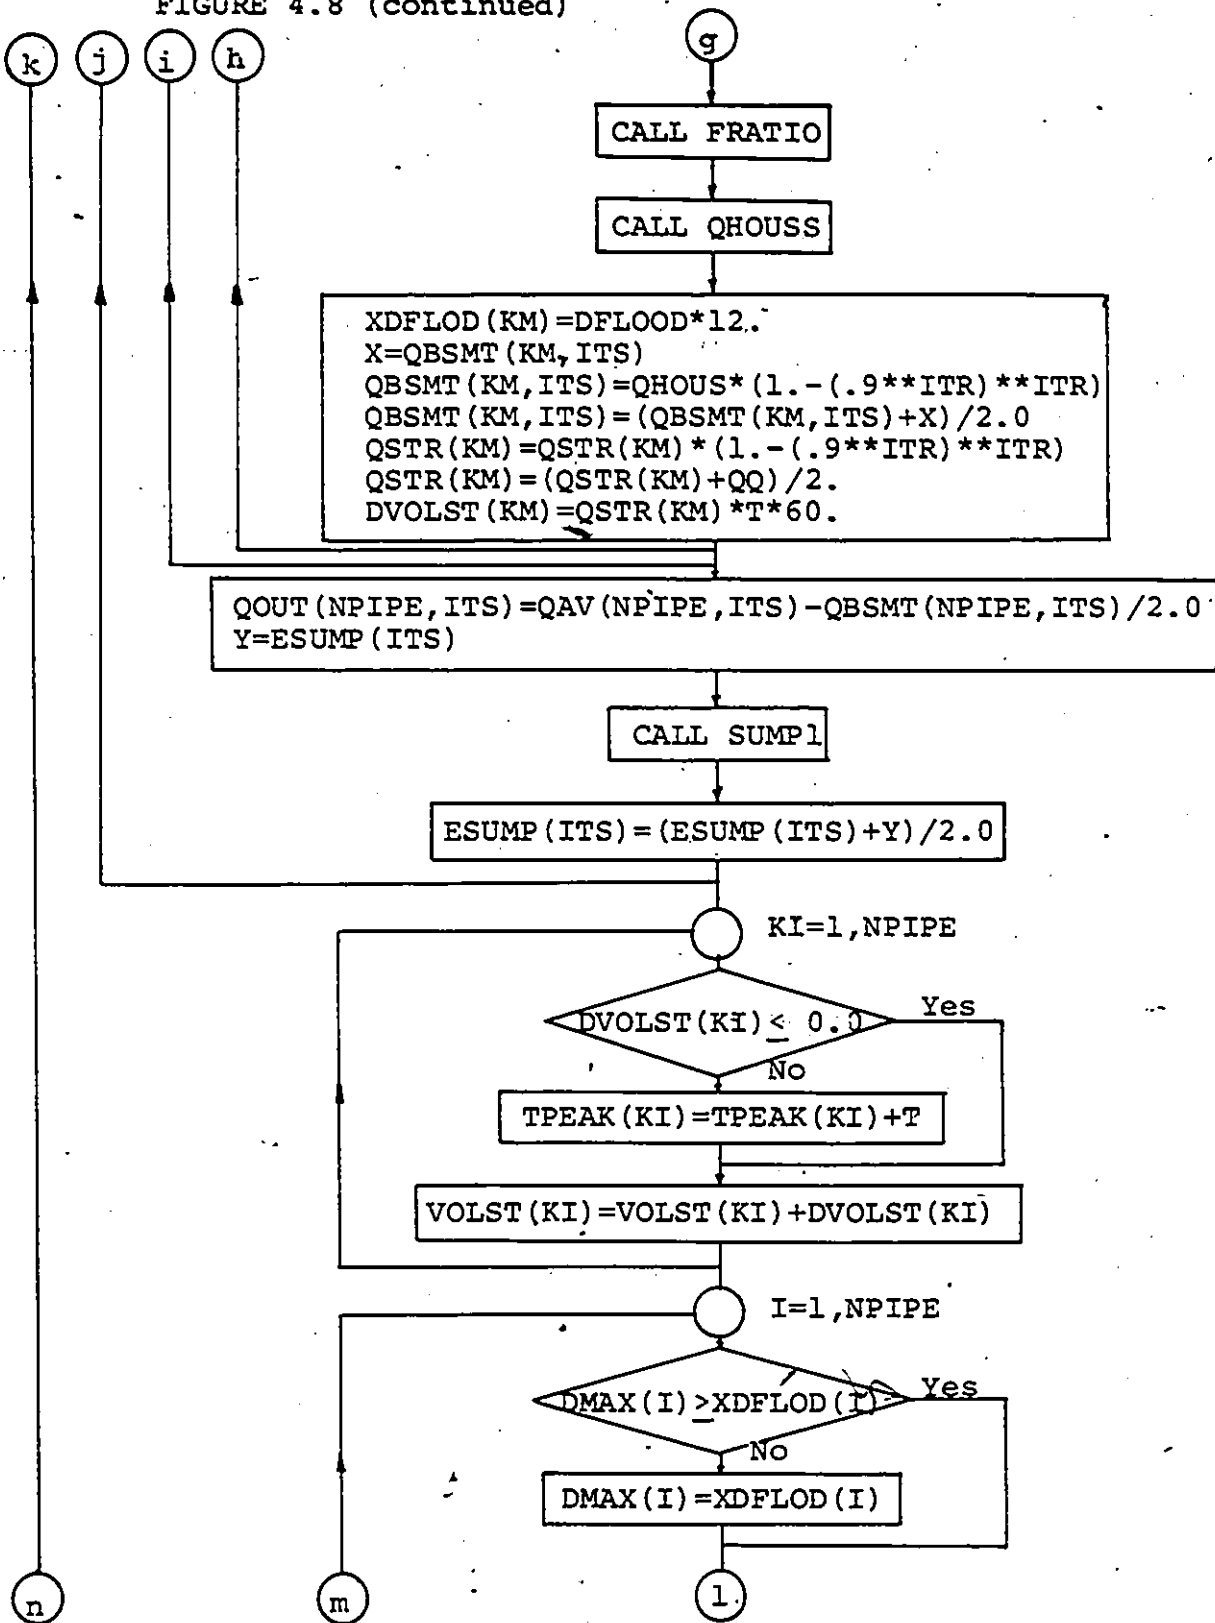 FIGURE 4.8 (continued)
k j i h g
CALL FRATIO
CALL QHOUSS
XDFLOD(KM)=DFLOOD*12.
X=QBSMT(KM,ITS)
QBSMT(KM,ITS)=QHOUS*(1.-(.9**ITR)**ITR)
QBSMT(KM,ITS)=(QBSMT(KM,ITS)+X)/2.0
QSTR(KM)=QSTR(KM)*(1.-(.9**ITR)**ITR)
QSTR(KM)=(QSTR(KM)+QQ)/2.
DVOLST(KM)=QSTR(KM)*T*60.
QOUT(NPIPE,ITS)=QAV(NPIPE,ITS)-QBSMT(NPIPE,ITS)/2.0
Y=ESUMP(ITS)
CALL SUMP1
ESUMP(ITS)=(ESUMP(ITS)+Y)/2.0
KI=1,NPIPE
DVOLST(KI)≤ 0.0 Yes
No
TPEAK(KI)=TPEAK(KI)+T
VOLST(KI)=VOLST(KI)+DVOLST(KI)
I=1,NPIPE
DMAX(I)≥XDFLOD(I) Yes
No
DMAX(I)=XDFLOD(I)
n m l